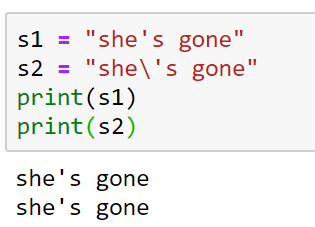 s1 = "she's gone"
s2 = "she\'s gone"
print(s1)
print(s2)
she's gone
she's gone